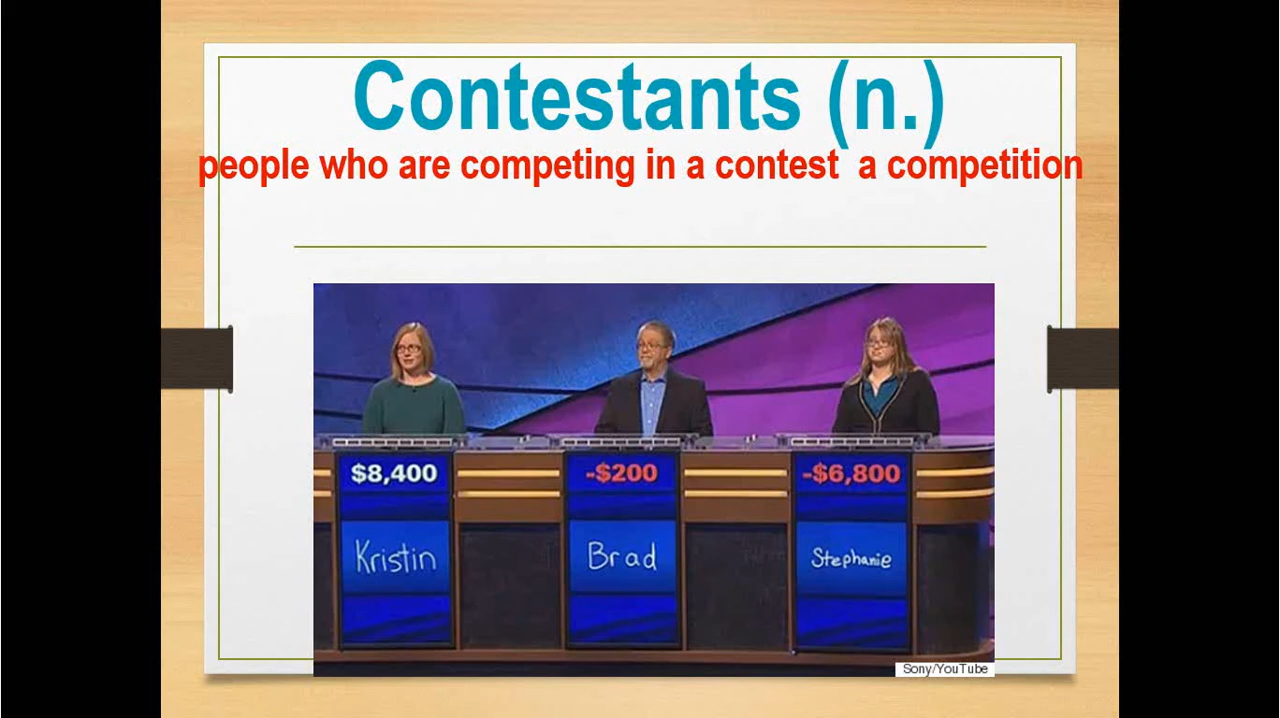 Contestants (n.)
people who are competing in a contest a competition
$8,400 -$200 -$6,800
Kristin Brad Stephanie
Sony/YouTube